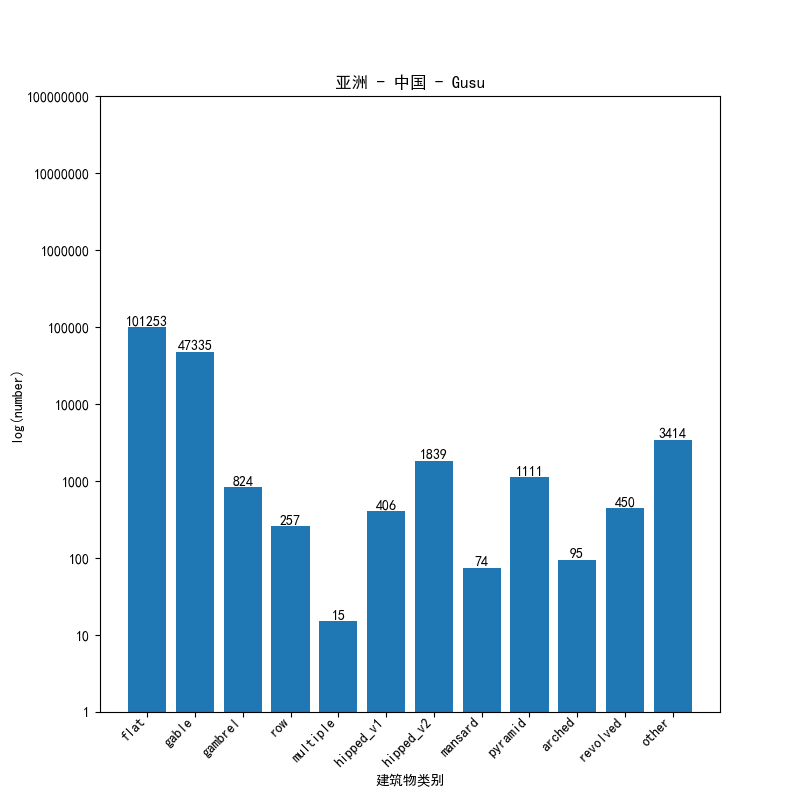 亚洲 - 中国 - Gusu
100000000
10000000
1000000
100000
10000
1000
100
10
1
log(number)
101253
47335
824
257
15
406
1839
74
1111
95
450
3414
flat
gable
gambrel
row
multiple
hipped_v1
hipped_v2
mansard
pyramid
arched
revolved
other
建筑物类别